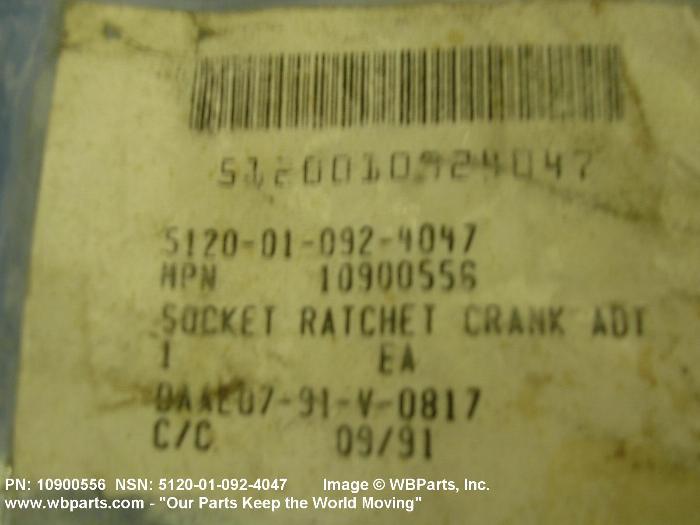 5120010924047
5120-01-092-4047
MPN 10900556
SOCKET RATCHET CRANK ADT
1 EA
DAAE07-91-V-0817
C/C 09/91
PN: 10900556 NSN: 5120-01-092-4047 Image © WBParts, Inc.
www.wbparts.com - "Our Parts Keep the World Moving"